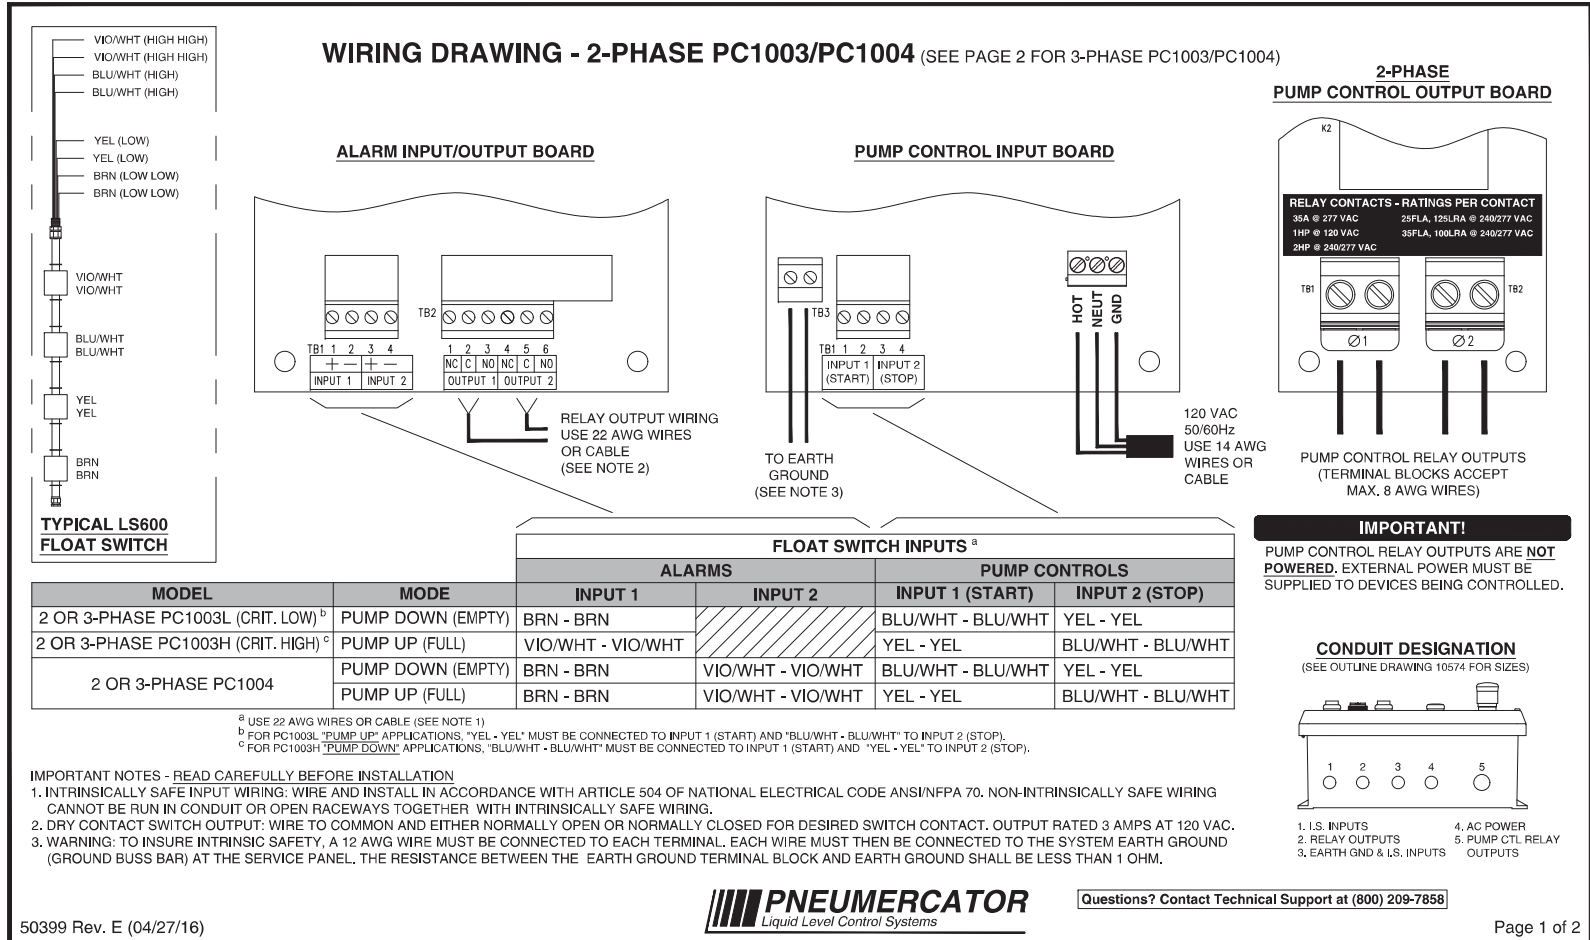 WIRING DRAWING - 2-PHASE PC1003/PC1004 (SEE PAGE 2 FOR 3-PHASE PC1003/PC1004)
VIO/WHT (HIGH HIGH)
VIO/WHT (HIGH HIGH)
BLU/WHT (HIGH)
BLU/WHT (HIGH)
YEL (LOW)
YEL (LOW)
BRN (LOW LOW)
BRN (LOW LOW)
VIO/WHT
VIO/WHT
BLU/WHT
BLU/WHT
YEL
YEL
BRN
BRN
TYPICAL LS600
FLOAT SWITCH
ALARM INPUT/OUTPUT BOARD
TB2
TB1 1 2 3 4
+ - + -
INPUT 1 INPUT 2
1 2 3 4 5 6
NC C NO NC C NO
OUTPUT 1 OUTPUT 2
RELAY OUTPUT WIRING
USE 22 AWG WIRES
OR CABLE
(SEE NOTE 2)
PUMP CONTROL INPUT BOARD
TB3
TB1 1 2 3 4
INPUT 1 INPUT 2
(START) (STOP)
HOT
NEUT
GND
TO EARTH
GROUND
(SEE NOTE 3)
120 VAC
50/60Hz
USE 14 AWG
WIRES OR
CABLE
2-PHASE
PUMP CONTROL OUTPUT BOARD
K2
RELAY CONTACTS - RATINGS PER CONTACT
35A @ 277 VAC 25FLA, 125LRA @ 240/277 VAC
1HP @ 120 VAC 35FLA, 100LRA @ 240/277 VAC
2HP @ 240/277 VAC
TB1 TB2
Ø1 Ø2
PUMP CONTROL RELAY OUTPUTS
(TERMINAL BLOCKS ACCEPT
MAX. 8 AWG WIRES)
IMPORTANT!
PUMP CONTROL RELAY OUTPUTS ARE NOT
POWERED. EXTERNAL POWER MUST BE
SUPPLIED TO DEVICES BEING CONTROLLED.
FLOAT SWITCH INPUTS a
ALARMS PUMP CONTROLS
MODEL MODE INPUT 1 INPUT 2 INPUT 1 (START) INPUT 2 (STOP)
2 OR 3-PHASE PC1003L (CRIT. LOW) b PUMP DOWN (EMPTY) BRN - BRN BLU/WHT - BLU/WHT YEL - YEL
2 OR 3-PHASE PC1003H (CRIT. HIGH) c PUMP UP (FULL) VIO/WHT - VIO/WHT YEL - YEL BLU/WHT - BLU/WHT
2 OR 3-PHASE PC1004 PUMP DOWN (EMPTY) BRN - BRN VIO/WHT - VIO/WHT BLU/WHT - BLU/WHT YEL - YEL
PUMP UP (FULL) BRN - BRN VIO/WHT - VIO/WHT YEL - YEL BLU/WHT - BLU/WHT
a USE 22 AWG WIRES OR CABLE (SEE NOTE 1)
b FOR PC1003L "PUMP UP" APPLICATIONS, "YEL - YEL" MUST BE CONNECTED TO INPUT 1 (START) AND "BLU/WHT - BLU/WHT" TO INPUT 2 (STOP).
c FOR PC1003H "PUMP DOWN" APPLICATIONS, "BLU/WHT - BLU/WHT" MUST BE CONNECTED TO INPUT 1 (START) AND "YEL - YEL" TO INPUT 2 (STOP).
CONDUIT DESIGNATION
(SEE OUTLINE DRAWING 10574 FOR SIZES)
1 2 3 4 5
1. I.S. INPUTS
2. RELAY OUTPUTS
3. EARTH GND & I.S. INPUTS
4. AC POWER
5. PUMP CTL RELAY
OUTPUTS
IMPORTANT NOTES - READ CAREFULLY BEFORE INSTALLATION
1. INTRINSICALLY SAFE INPUT WIRING: WIRE AND INSTALL IN ACCORDANCE WITH ARTICLE 504 OF NATIONAL ELECTRICAL CODE ANSI/NFPA 70. NON-INTRINSICALLY SAFE WIRING
CANNOT BE RUN IN CONDUIT OR OPEN RACEWAYS TOGETHER WITH INTRINSICALLY SAFE WIRING.
2. DRY CONTACT SWITCH OUTPUT: WIRE TO COMMON AND EITHER NORMALLY OPEN OR NORMALLY CLOSED FOR DESIRED SWITCH CONTACT. OUTPUT RATED 3 AMPS AT 120 VAC.
3. WARNING: TO INSURE INTRINSIC SAFETY, A 12 AWG WIRE MUST BE CONNECTED TO EACH TERMINAL. EACH WIRE MUST THEN BE CONNECTED TO THE SYSTEM EARTH GROUND
(GROUND BUSS BAR) AT THE SERVICE PANEL. THE RESISTANCE BETWEEN THE EARTH GROUND TERMINAL BLOCK AND EARTH GROUND SHALL BE LESS THAN 1 OHM.
PNEUMERCATOR
Liquid Level Control Systems
Questions? Contact Technical Support at (800) 209-7858
50399 Rev. E (04/27/16)
Page 1 of 2